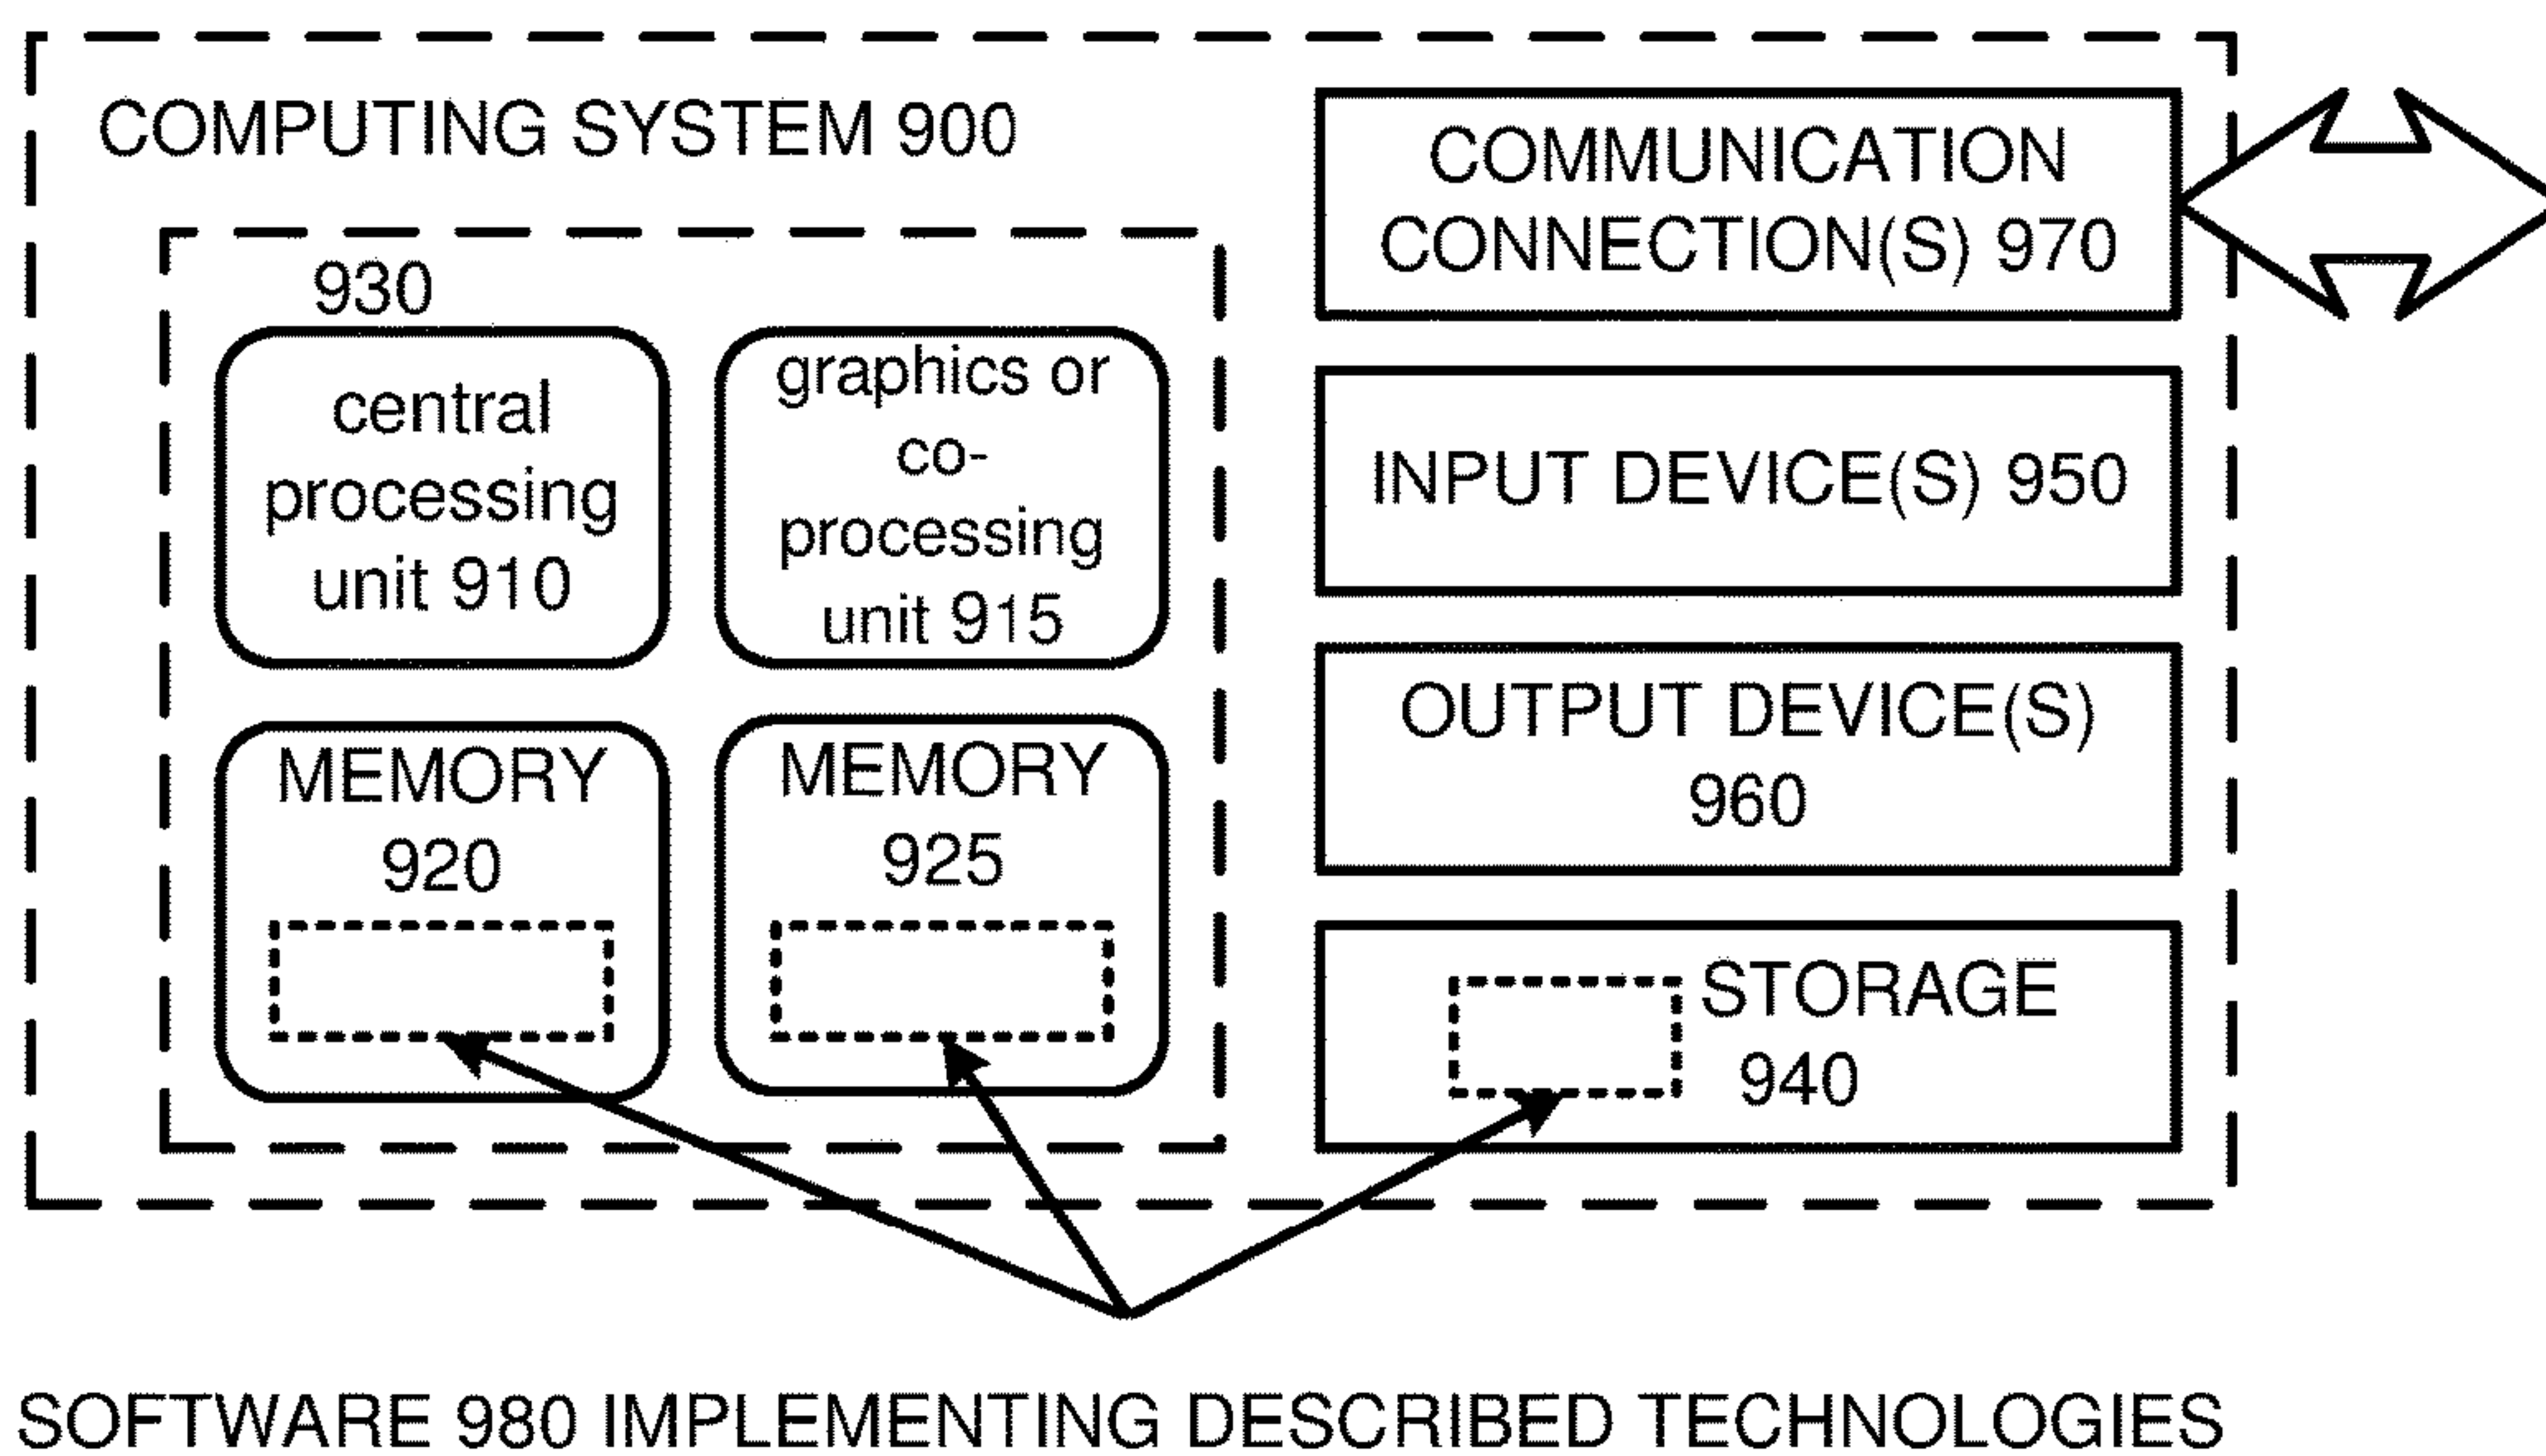 COMPUTING SYSTEM 900
930
central
processing
unit 910
graphics or
co-
processing
unit 915
MEMORY
920
MEMORY
925
COMMUNICATION
CONNECTION(S) 970
INPUT DEVICE(S) 950
OUTPUT DEVICE(S)
960
STORAGE
940
SOFTWARE 980 IMPLEMENTING DESCRIBED TECHNOLOGIES